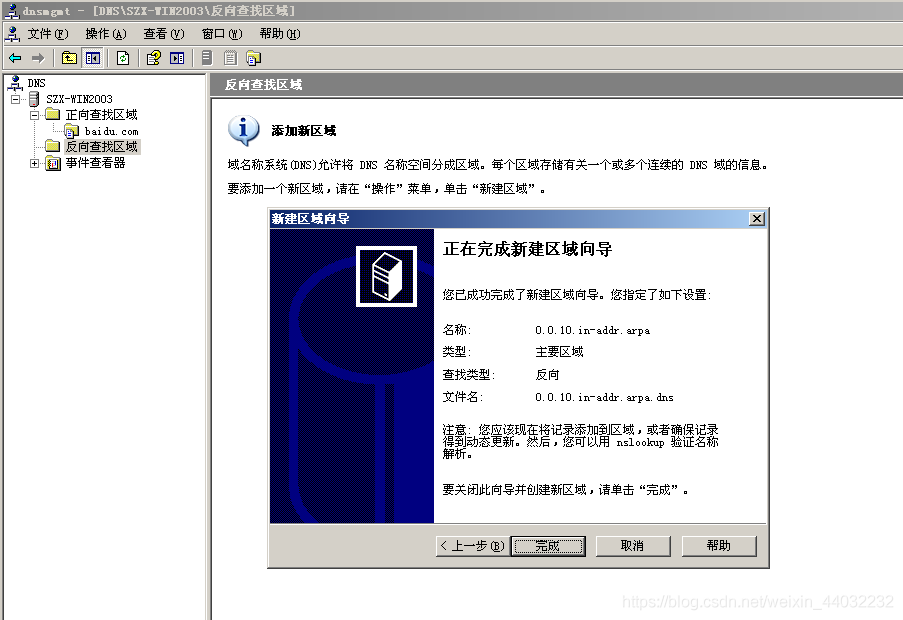 dnsmgmt - [DNS\SZX-WIN2003\反向查找区域]
文件(F) 操作(A) 查看(V) 窗口(W) 帮助(H)
DNS
SZX-WIN2003
正向查找区域
baidu.com
反向查找区域
事件查看器
反向查找区域
添加新区域
域名称系统(DNS)允许将 DNS 名称空间分成区域。每个区域存储有关一个或多个连续的 DNS 域的信息。
要添加一个新区域，请在“操作”菜单，单击“新建区域”。
新建区域向导
正在完成新建区域向导
您已成功完成了新建区域向导。您指定了如下设置:
名称: 0.0.10.in-addr.arpa
类型: 主要区域
查找类型: 反向
文件名: 0.0.10.in-addr.arpa.dns
注意: 您应该现在将记录添加到区域，或者确保记录
得到动态更新。然后，您可以用 nslookup 验证名称
解析。
要关闭此向导并创建新区域，请单击“完成”。
< 上一步(B) 完成 取消 帮助
https://blog.csdn.net/weixin_44032232